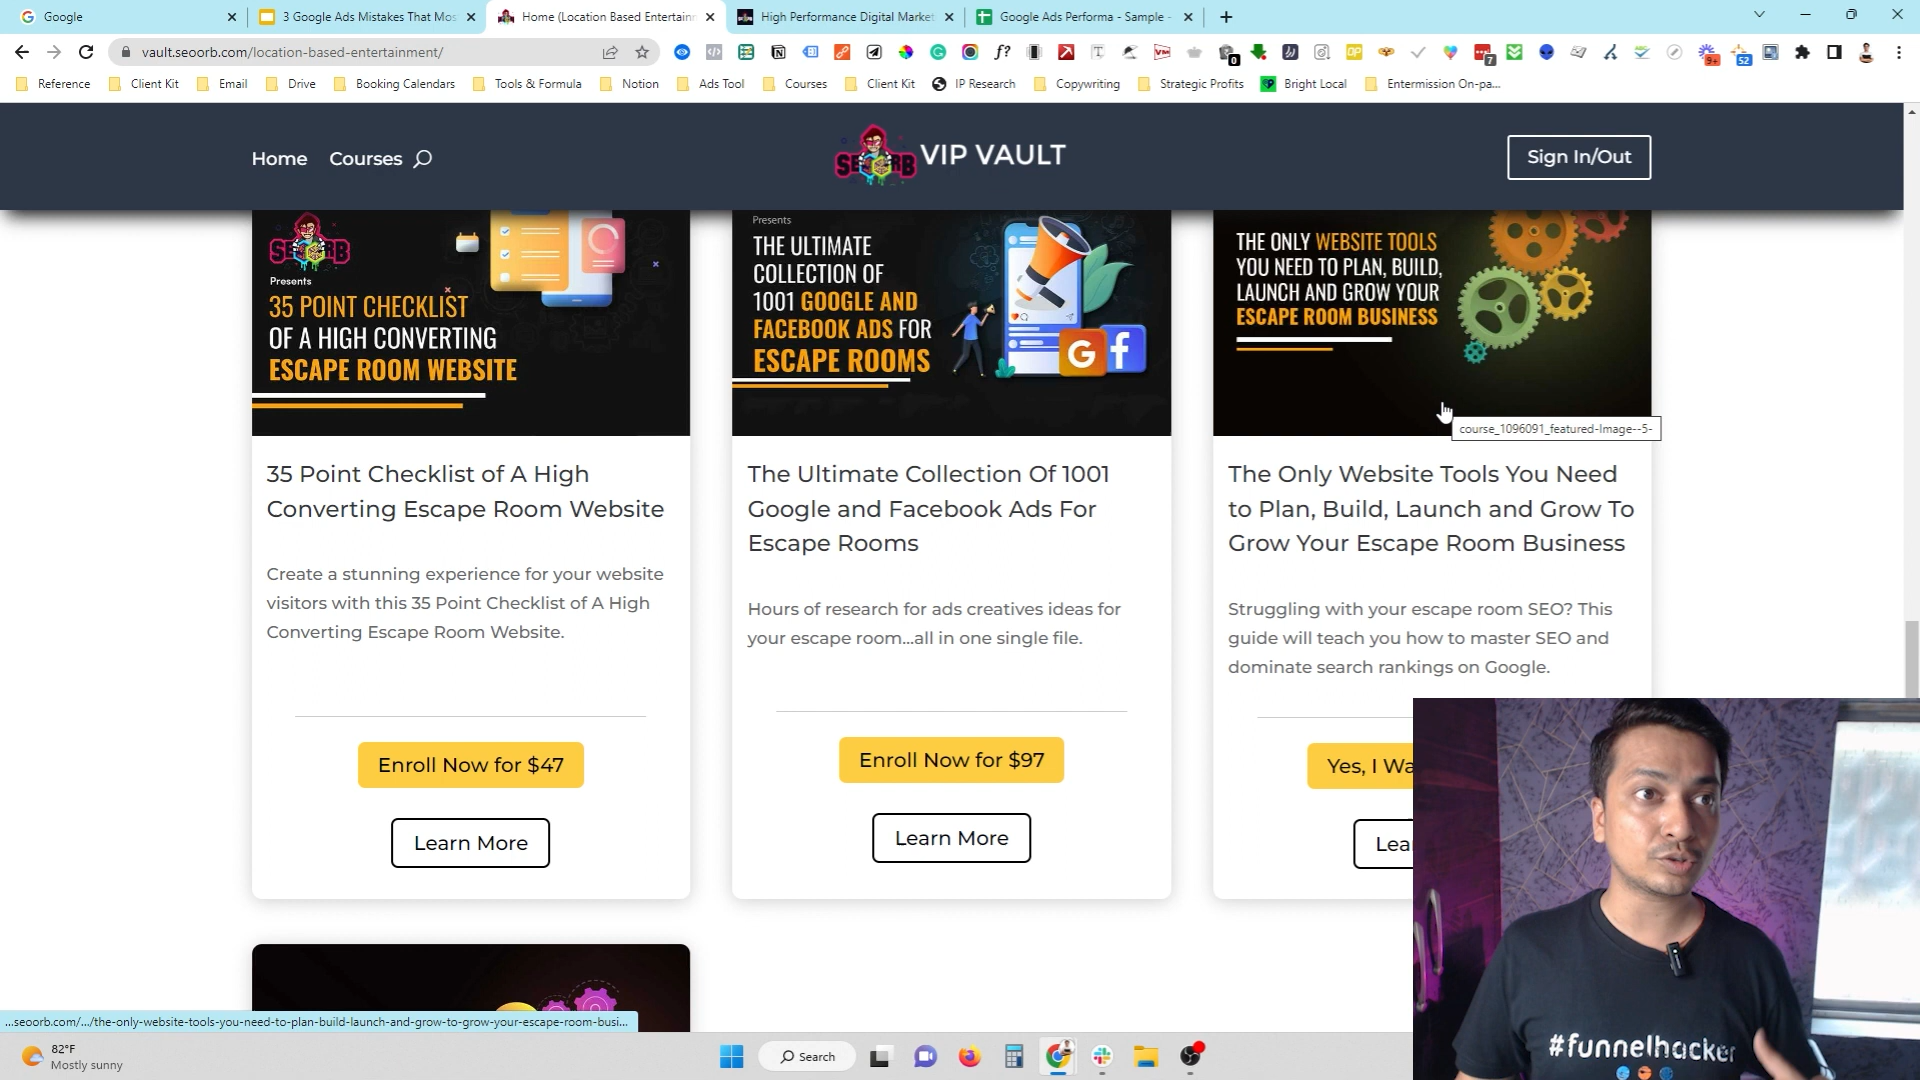 Google
3 Google Ads Mistakes That Mos
Home (Location Based Entertainn
High Performance Digital Market
Google Ads Performa - Sample -
vault.seoorb.com/location-based-entertainment/
Reference
Client Kit
Email
Drive
Booking Calendars
Tools & Formula
Notion
Ads Tool
Courses
Client Kit
IP Research
Copywriting
Strategic Profits
Bright Local
Entermission On-pa...
Home
Courses
SEORB
VIP VAULT
Sign In/Out
SEORB
Presents
35 POINT CHECKLIST
OF A HIGH CONVERTING
ESCAPE ROOM WEBSITE
Presents
THE ULTIMATE
COLLECTION OF
1001 GOOGLE AND
FACEBOOK ADS FOR
ESCAPE ROOMS
THE ONLY WEBSITE TOOLS
YOU NEED TO PLAN, BUILD,
LAUNCH AND GROW YOUR
ESCAPE ROOM BUSINESS
course_1096091_featured-Image--5-
35 Point Checklist of A High
Converting Escape Room Website
Create a stunning experience for your website
visitors with this 35 Point Checklist of A High
Converting Escape Room Website.
Enroll Now for $47
Learn More
The Ultimate Collection Of 1001
Google and Facebook Ads For
Escape Rooms
Hours of research for ads creatives ideas for
your escape room...all in one single file.
Enroll Now for $97
Learn More
The Only Website Tools You Need
to Plan, Build, Launch and Grow To
Grow Your Escape Room Business
Struggling with your escape room SEO? This
guide will teach you how to master SEO and
dominate search rankings on Google.
Yes, I Wa
Lea
#funnelhacker
...seoorb.com/.../the-only-website-tools-you-need-to-plan-build-launch-and-grow-to-grow-your-escape-room-busi...
82°F
Mostly sunny
Search